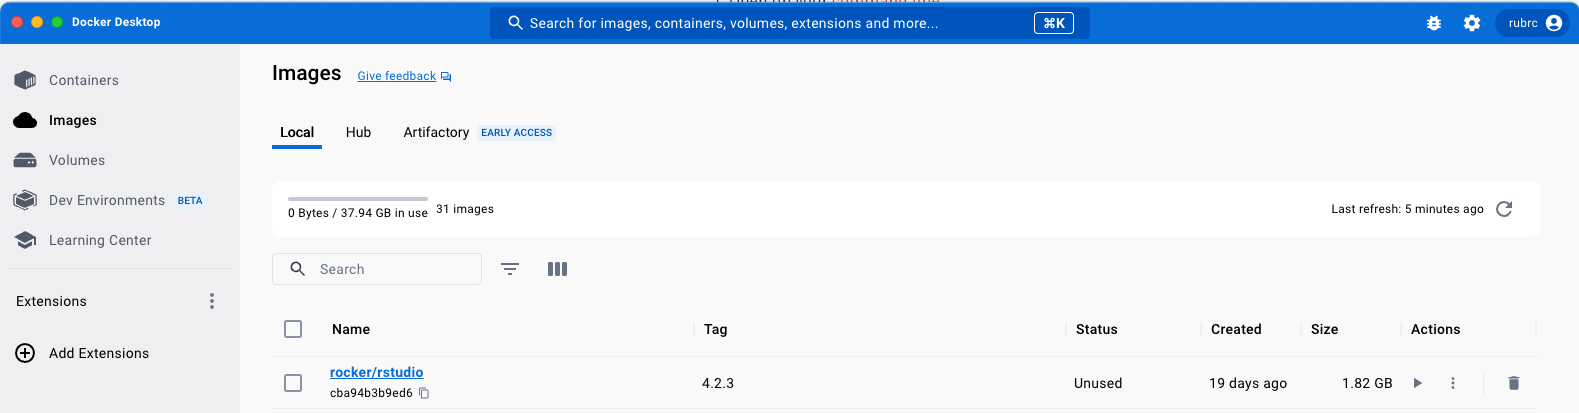 Docker Desktop
Search for images, containers, volumes, extensions and more...
⌘K
rubrc
Containers
Images
Volumes
Dev Environments BETA
Learning Center
Extensions
Add Extensions
Images Give feedback
Local Hub Artifactory EARLY ACCESS
0 Bytes / 37.94 GB in use 31 images
Last refresh: 5 minutes ago
Search
Name Tag Status Created Size Actions
rocker/rstudio
cba94b3b9ed6
4.2.3 Unused 19 days ago 1.82 GB